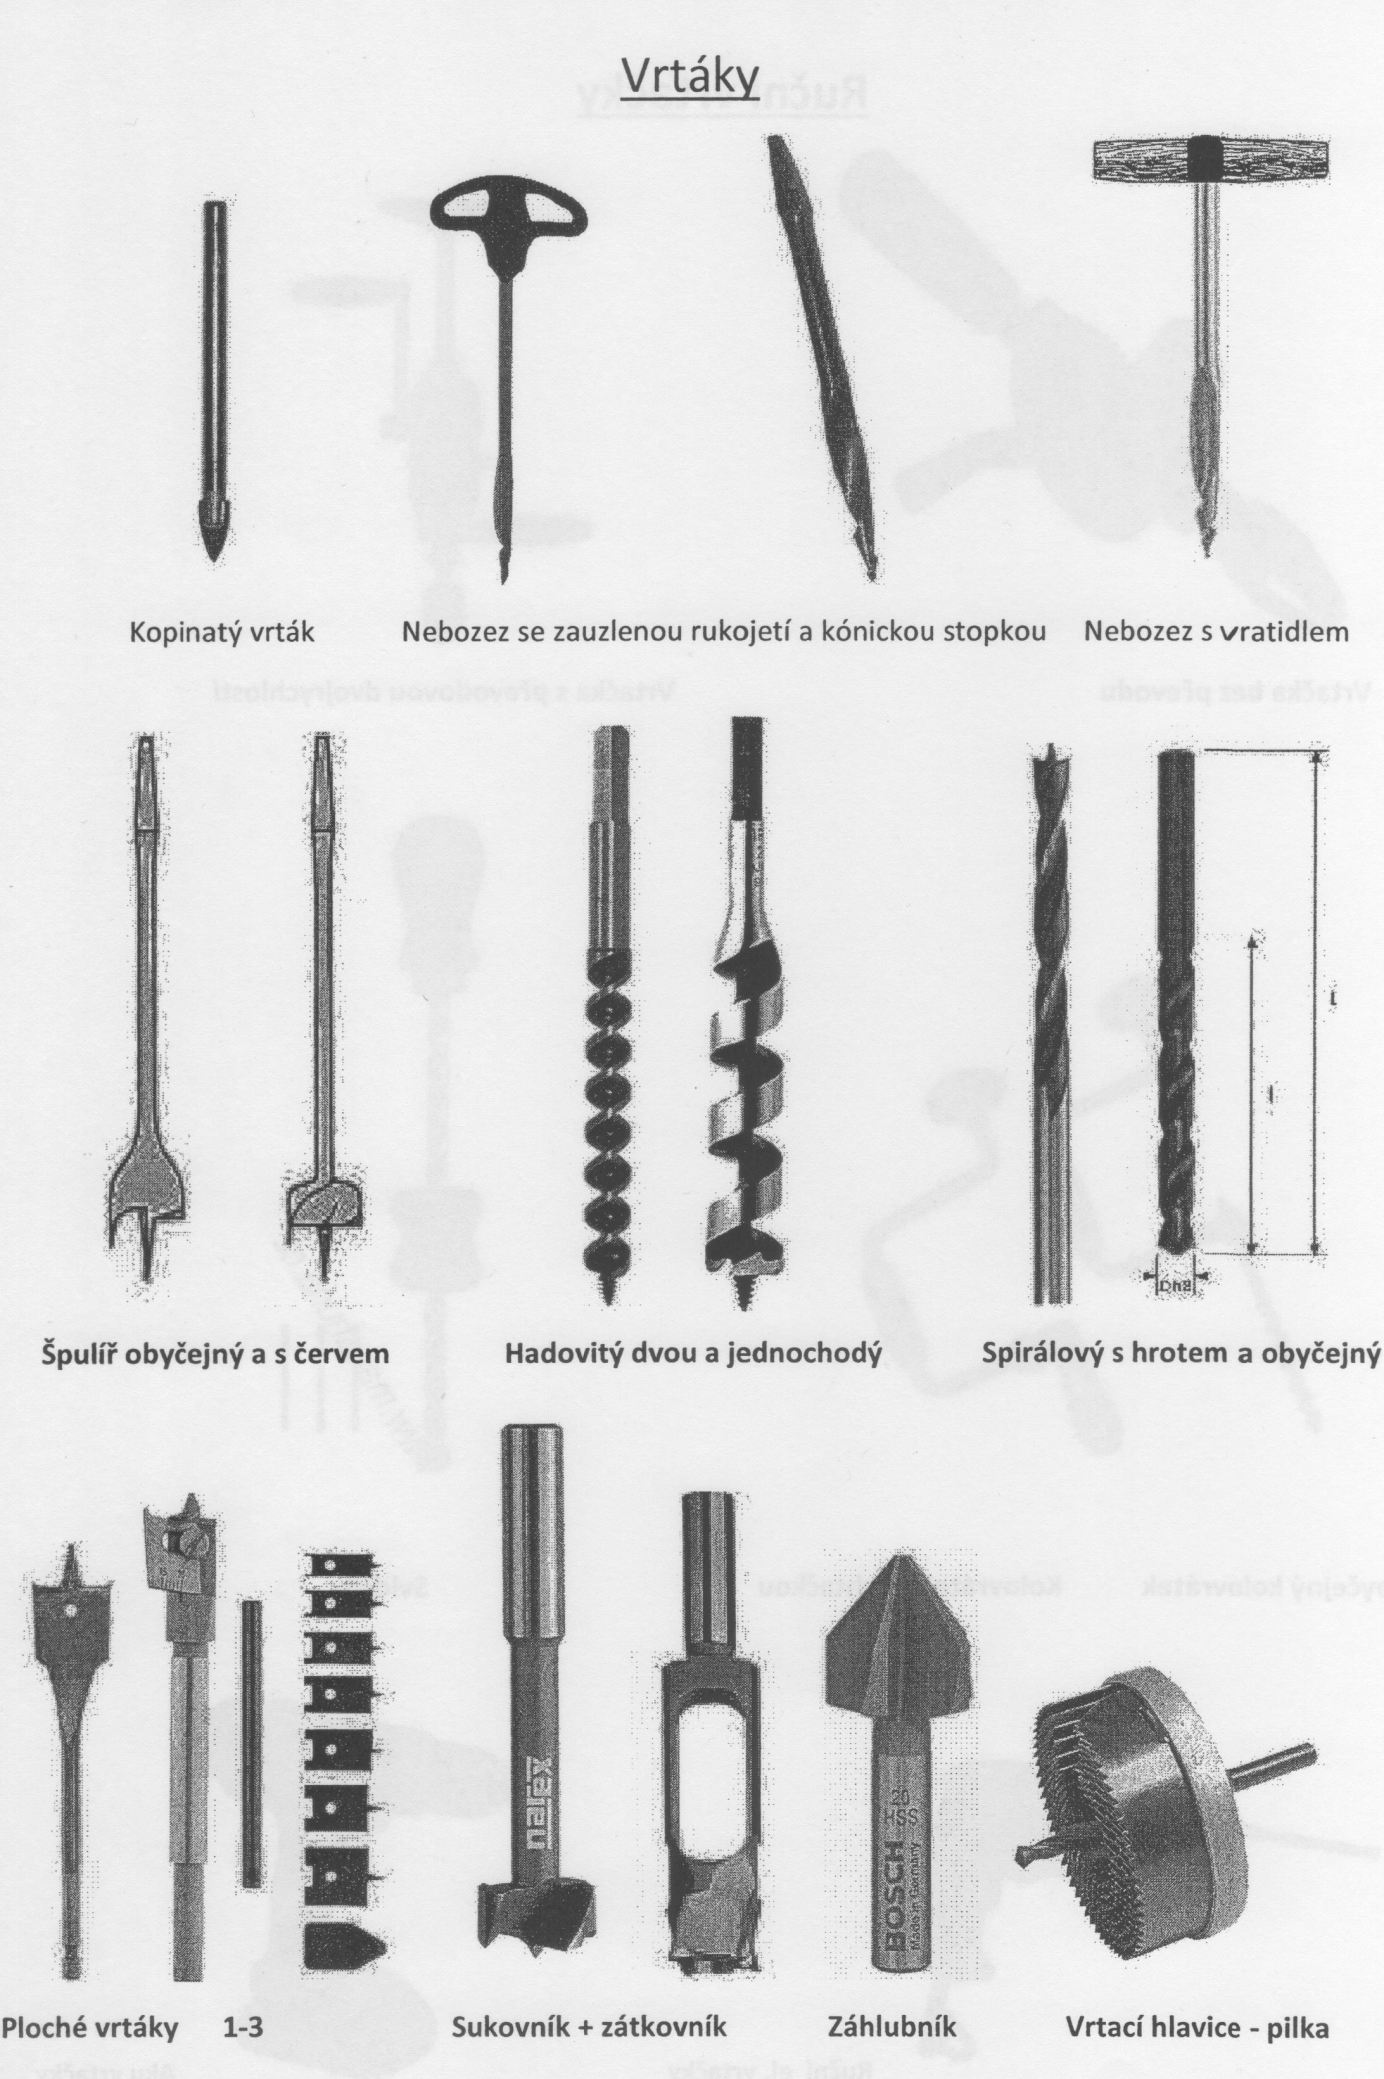 Vrtáky
Kopinatý vrták
Nebozez se zauzlenou rukojetí a kónickou stopkou
Nebozez s vratidlem
L
l
Dh8
Špulíř obyčejný a s červem
Hadovitý dvou a jednochodý
Spirálový s hrotem a obyčejný
narex
20
HSS
BOSCH
Made in Germany
Ploché vrtáky 1-3
Sukovník + zátkovník
Záhlubník
Vrtací hlavice - pilka